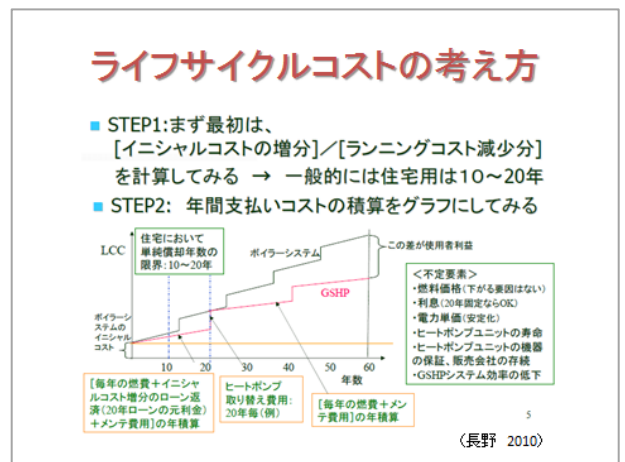 ライフサイクルコストの考え方
■ STEP1:まず最初は、
[イニシャルコストの増分]／[ランニングコスト減少分]
を計算してみる → 一般的には住宅用は１０～20年
■ STEP2: 年間支払いコストの積算をグラフにしてみる
LCC
住宅において
単純償却年数の
限界：10～20年
ボイラーシステム
この差が使用者利益
GSHP
ボイラーシ
ステムの
イニシャル
コスト
10
20
30
40
50
60
年数
＜不定要素＞
・燃料価格(下がる要因はない)
・利息(20年固定ならOK)
・電力単価(安定化)
・ヒートポンプユニットの寿命
・ヒートポンプユニットの機器
の保証、販売会社の存続
・GSHPシステム効率の低下
[毎年の燃費＋イニシャ
ルコスト増分のローン返
済(20年ローンの元利金)
＋メンテ費用]の年積算
ヒートポンプ
取り替え費用：
20年毎(例)
[毎年の燃費＋メン
テ費用]の年積算
5
（長野 2010）